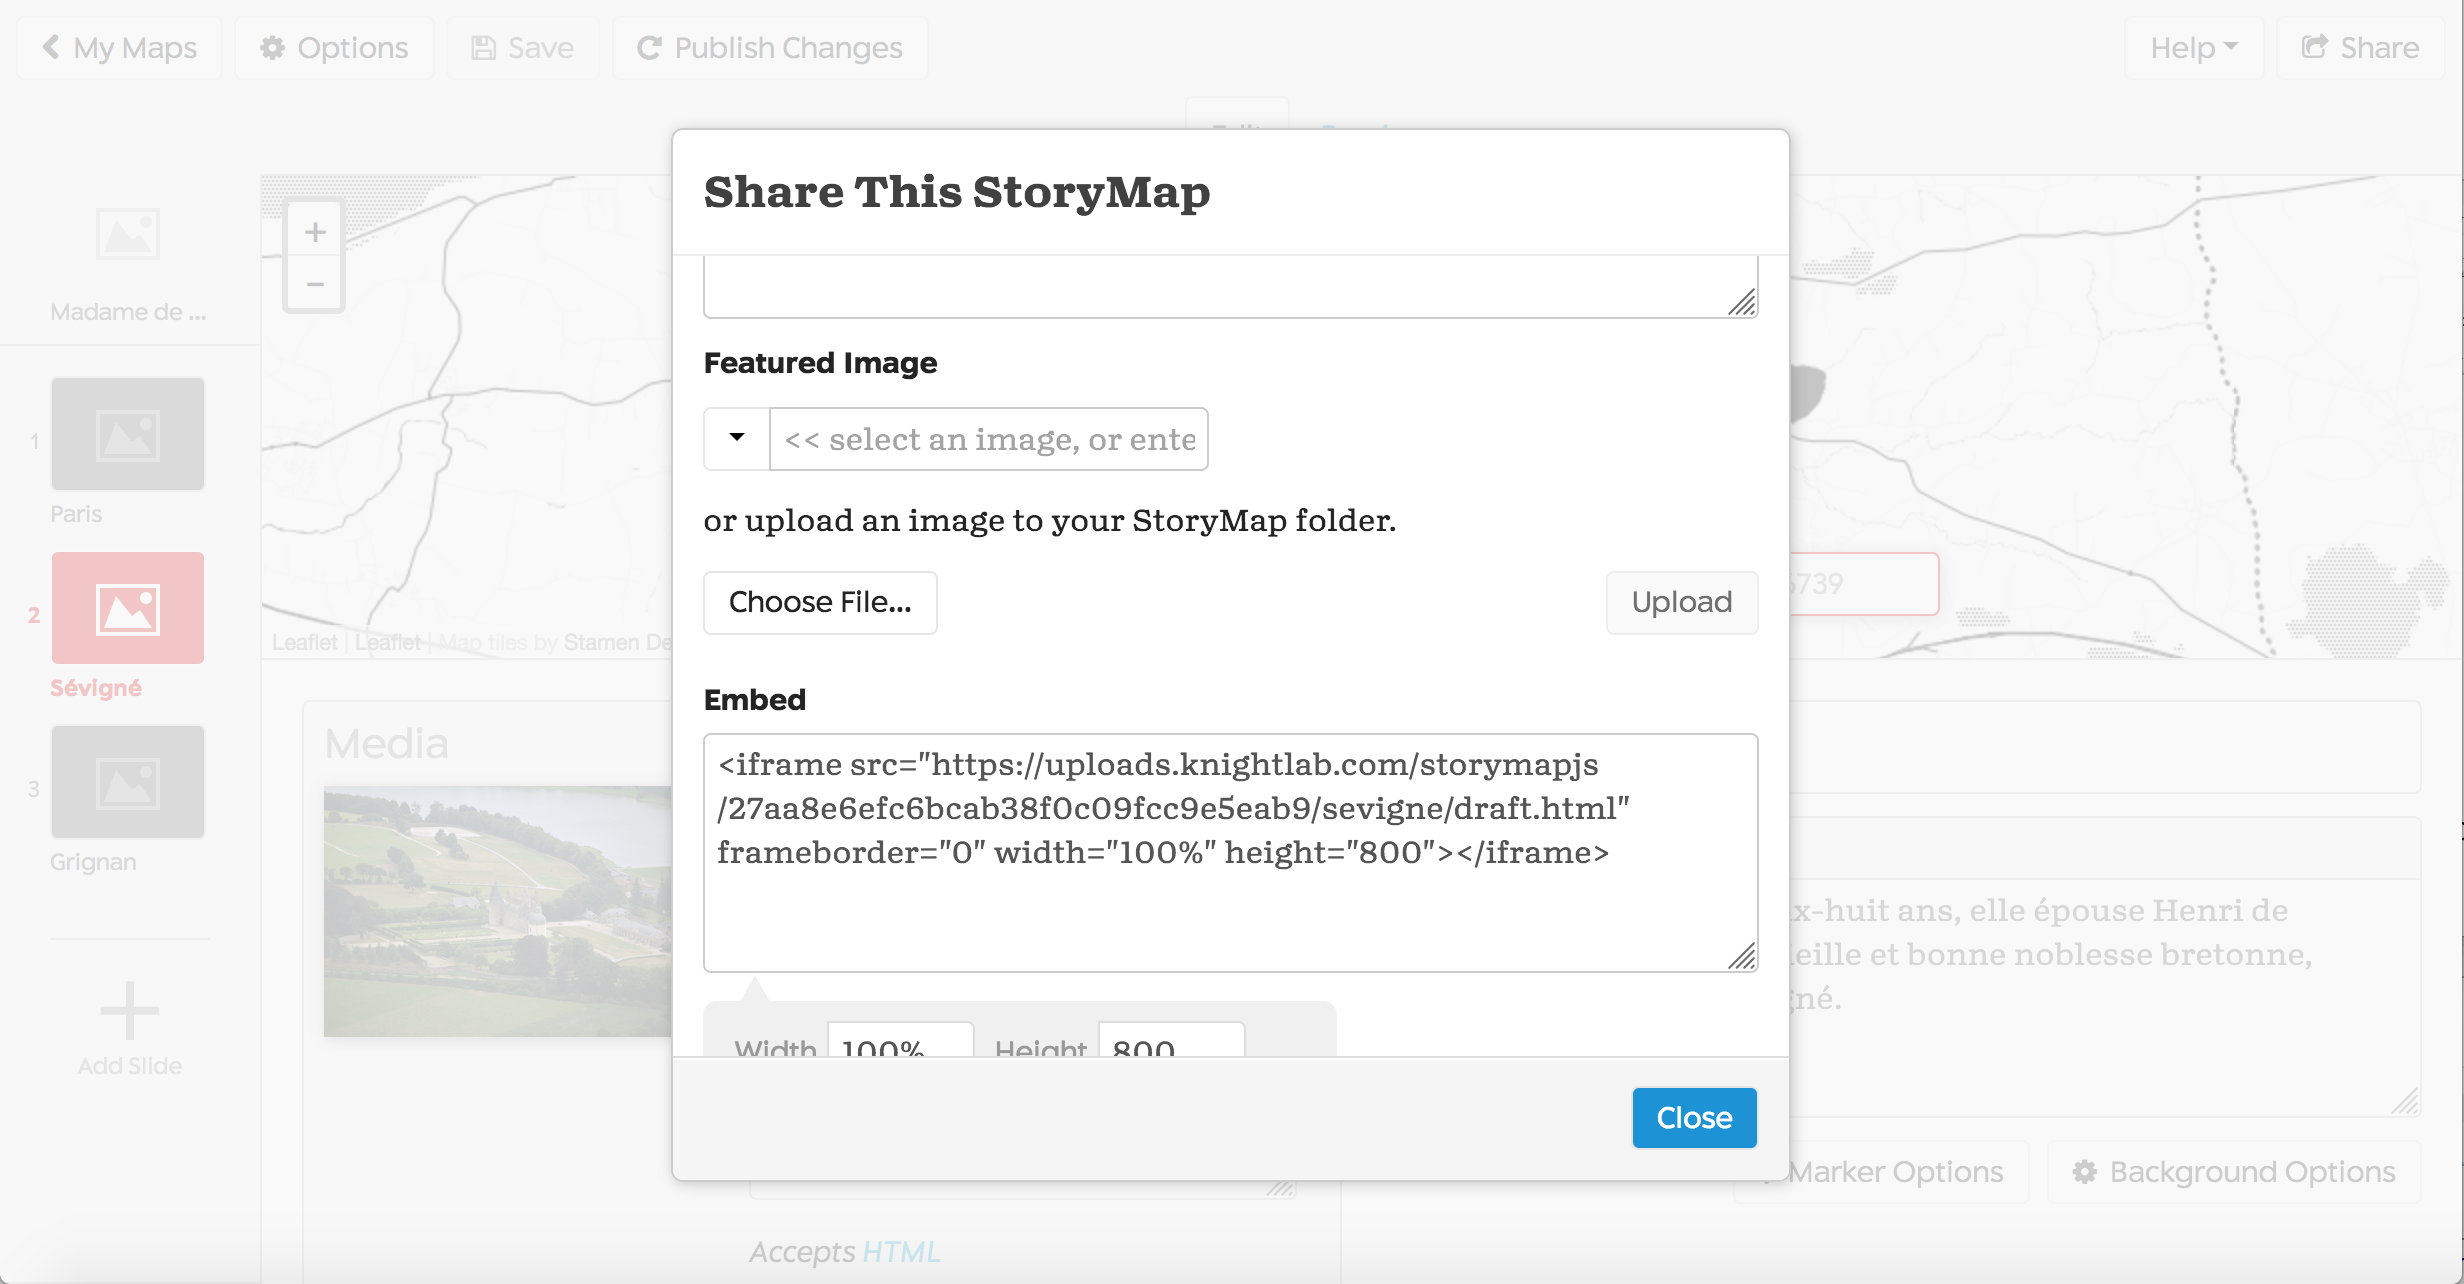 My Maps
Options
Save
Publish Changes
Help
Share
Share This StoryMap
+
−
Madame de ...
1
Paris
2
Sévigné
3
Grignan
Add Slide
Leaflet | Leaflet | Map tiles by Stamen De
Media
Featured Image
<< select an image, or ente
or upload an image to your StoryMap folder.
Choose File...
Upload
Embed
<iframe src="https://uploads.knightlab.com/storymapjs
/27aa8e6efc6bcab38f0c09fcc9e5eab9/sevigne/draft.html"
frameborder="0" width="100%" height="800"></iframe>
Width 100% Height 800
Close
6739
x-huit ans, elle épouse Henri de
ieille et bonne noblesse bretonne,
gné.
Marker Options
Background Options
Accepts HTML